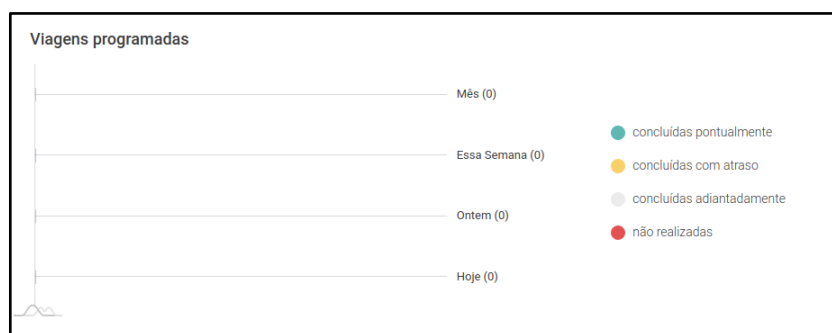 Viagens programadas
Mês (0)
Essa Semana (0)
Ontem (0)
Hoje (0)
concluídas pontualmente
concluídas com atraso
concluídas adiantadamente
não realizadas